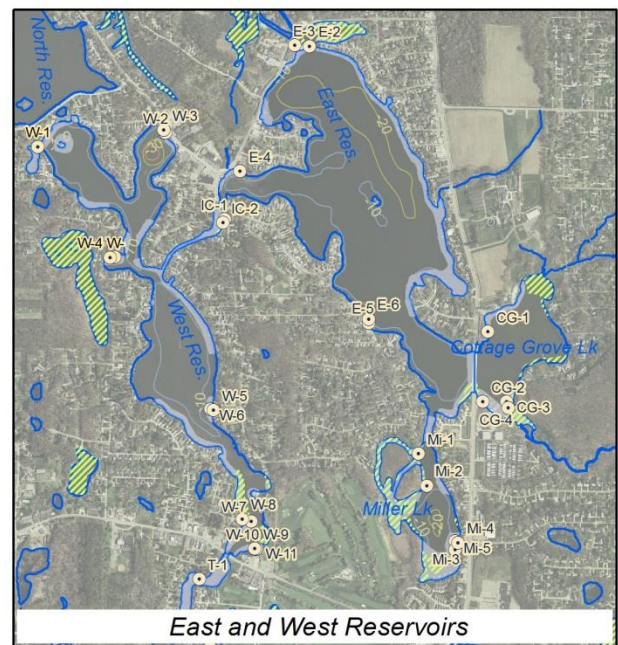 North Res.
E-3 E-2
East Res.
20
W-1
W-2 W-3
30
E-4
10
IC-1
IC-2
W-4 W-
E-5
E-6
CG-1
Cottage Grove Lk
West Res.
W-5
W-6
CG-2
CG-3
CG-4
Mi-1
Mi-2
Miller Lk
20
W-7 W-8
W-10 W-9
W-11
Mi-4
Mi-5
Mi-3
T-1
East and West Reservoirs